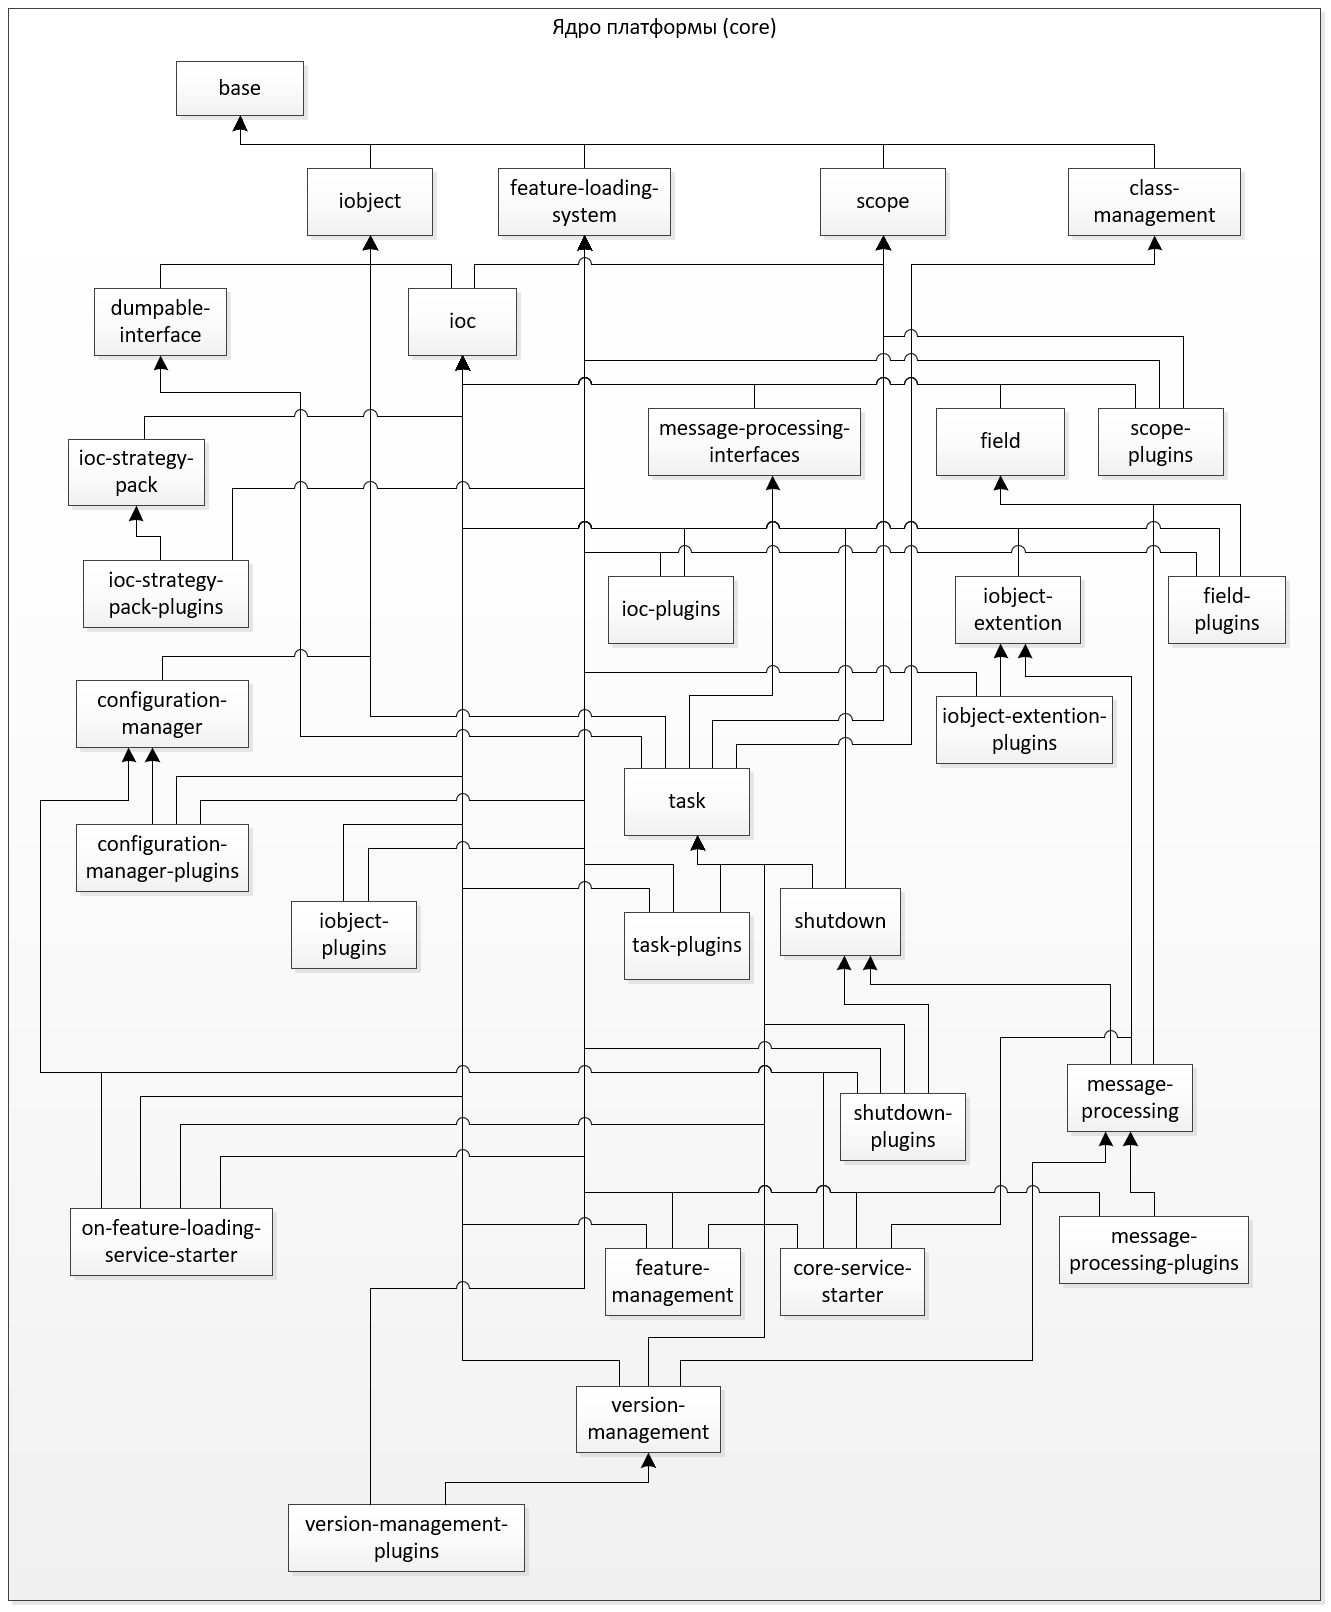 Ядро платформы (core)
base
iobject
feature-loading-
system
scope
class-
management
dumpable-
interface
ioc
ioc-strategy-
pack
message-processing-
interfaces
field
scope-
plugins
ioc-strategy-
pack-plugins
ioc-plugins
iobject-
extention
field-
plugins
configuration-
manager
iobject-extention-
plugins
task
configuration-
manager-plugins
iobject-
plugins
task-plugins
shutdown
message-
processing
shutdown-
plugins
on-feature-loading-
service-starter
feature-
management
core-service-
starter
message-
processing-plugins
version-
management
version-management-
plugins